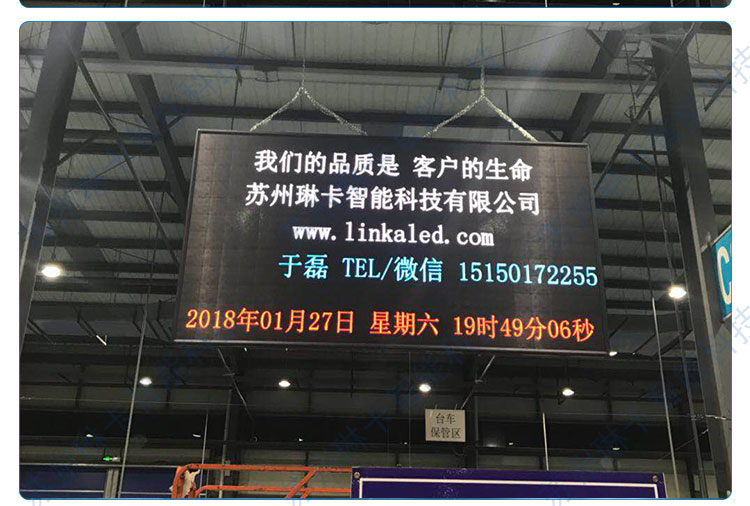 我们的品质是 客户的生命
苏州琳卡智能科技有限公司
www.linkaled.com
于磊 TEL/微信 15150172255
2018年01月27日 星期六 19时49分06秒
台车
保管区